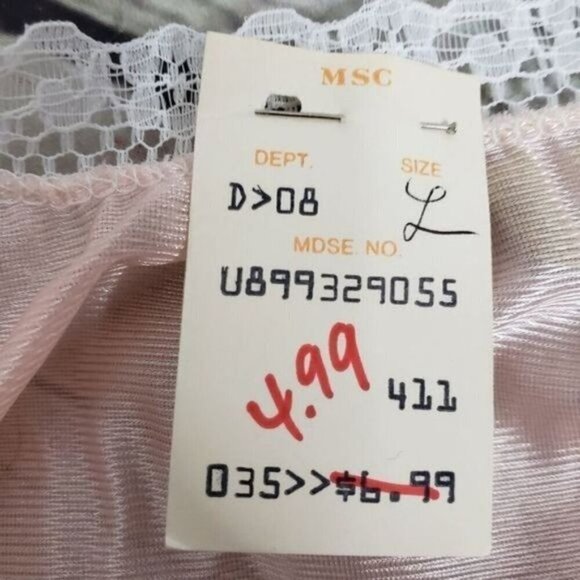 MSC
DEPT. SIZE
D>08 L
MDSE. NO.
U899329055
4.99
411
035>>$6.99